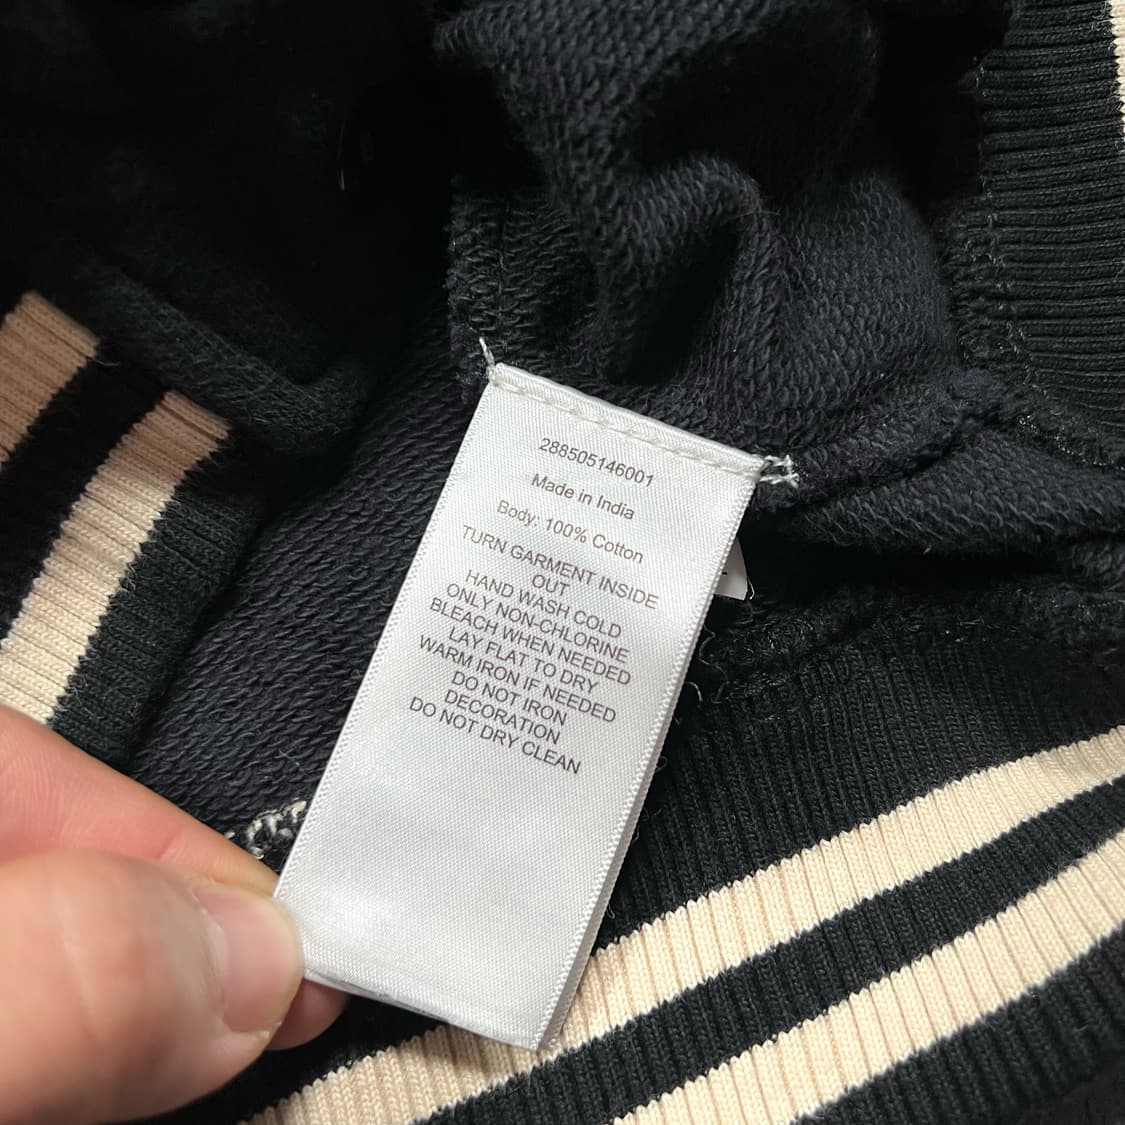 288505146001
Made in India
Body: 100% Cotton
TURN GARMENT INSIDE
OUT
HAND WASH COLD
ONLY NON-CHLORINE
BLEACH WHEN NEEDED
LAY FLAT TO DRY
WARM IRON IF NEEDED
DO NOT IRON
DECORATION
DO NOT DRY CLEAN